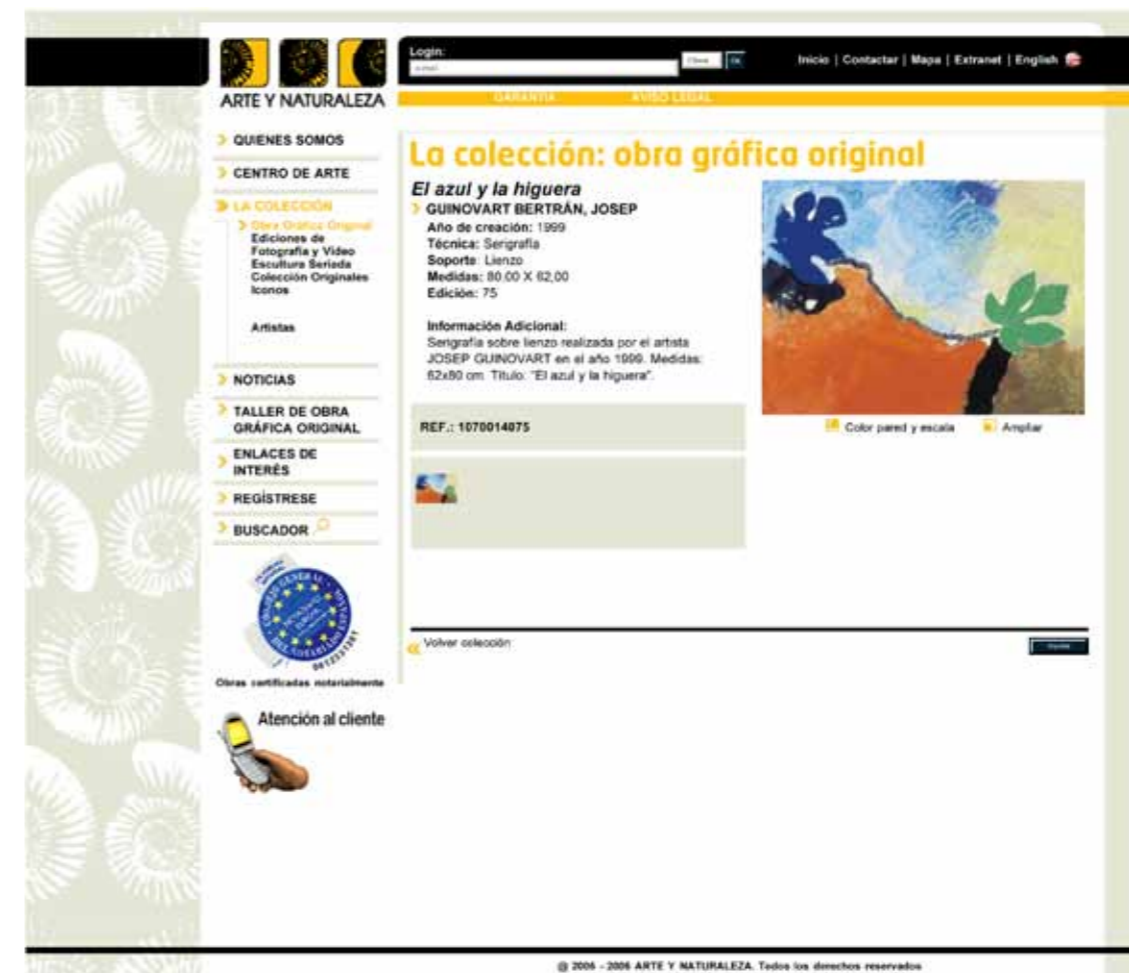 ARTE Y NATURALEZA
Login:
Inicio | Contactar | Mapa | Extranet | English
GARANTIA AVISO LEGAL
QUIENES SOMOS
CENTRO DE ARTE
LA COLECCIÓN
Obra Gráfica Original
Ediciones de
Fotografía y Video
Escultura Seriada
Colección Originales
Iconos
Artistas
NOTICIAS
TALLER DE OBRA
GRÁFICA ORIGINAL
ENLACES DE
INTERÉS
REGÍSTRESE
BUSCADOR
CONSEJO GENERAL
DEL NOTARIADO ESPAÑOL
Obras certificadas notarialmente
Atención al cliente
La colección: obra gráfica original
El azul y la higuera
GUINOVART BERTRÁN, JOSEP
Año de creación: 1999
Técnica: Serigrafía
Soporte: Lienzo
Medidas: 80.00 X 62,00
Edición: 75
Información Adicional:
Serigrafía sobre lienzo realizada por el artista
JOSEP GUINOVART en el año 1999. Medidas:
62x80 cm. Título: "El azul y la higuera".
REF.: 1070014075
Color pared y escala Ampliar
Volver colección
@ 2006 - 2006 ARTE Y NATURALEZA. Todos los derechos reservados